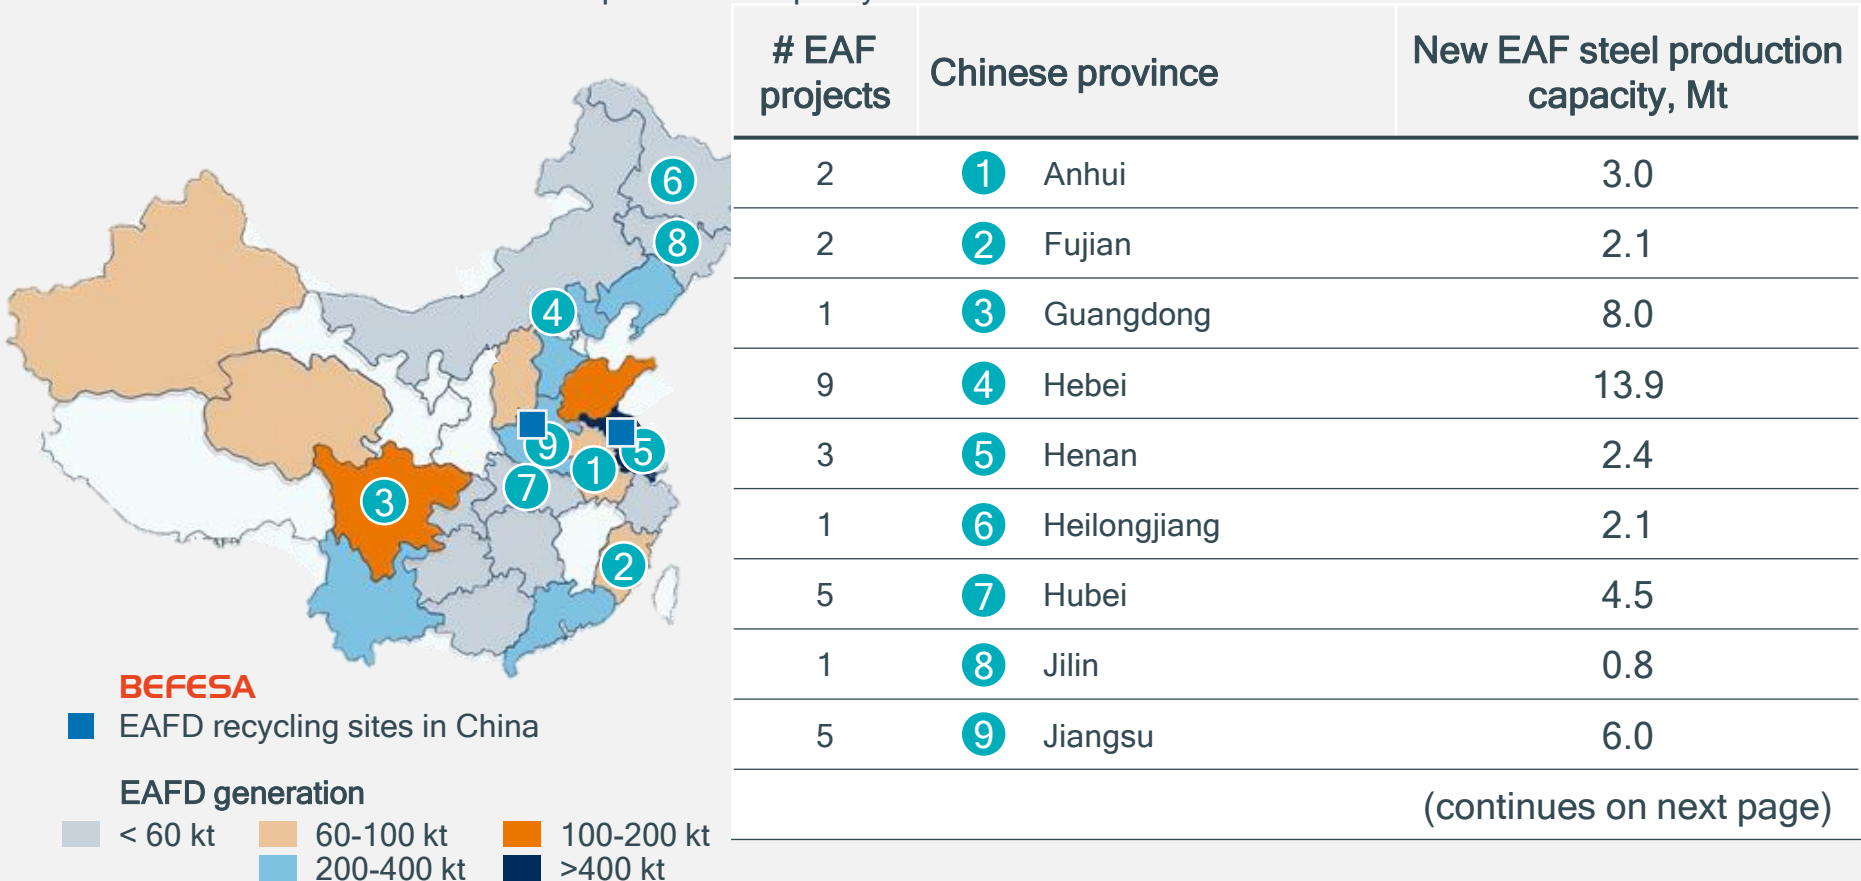 # EAF projects
Chinese province
New EAF steel production capacity, Mt
2 1 Anhui 3.0
2 2 Fujian 2.1
1 3 Guangdong 8.0
9 4 Hebei 13.9
3 5 Henan 2.4
1 6 Heilongjiang 2.1
5 7 Hubei 4.5
1 8 Jilin 0.8
5 9 Jiangsu 6.0
(continues on next page)
6
8
4
9
5
1
7
3
2
BEFESA
EAFD recycling sites in China
EAFD generation
< 60 kt 60-100 kt 100-200 kt
200-400 kt >400 kt